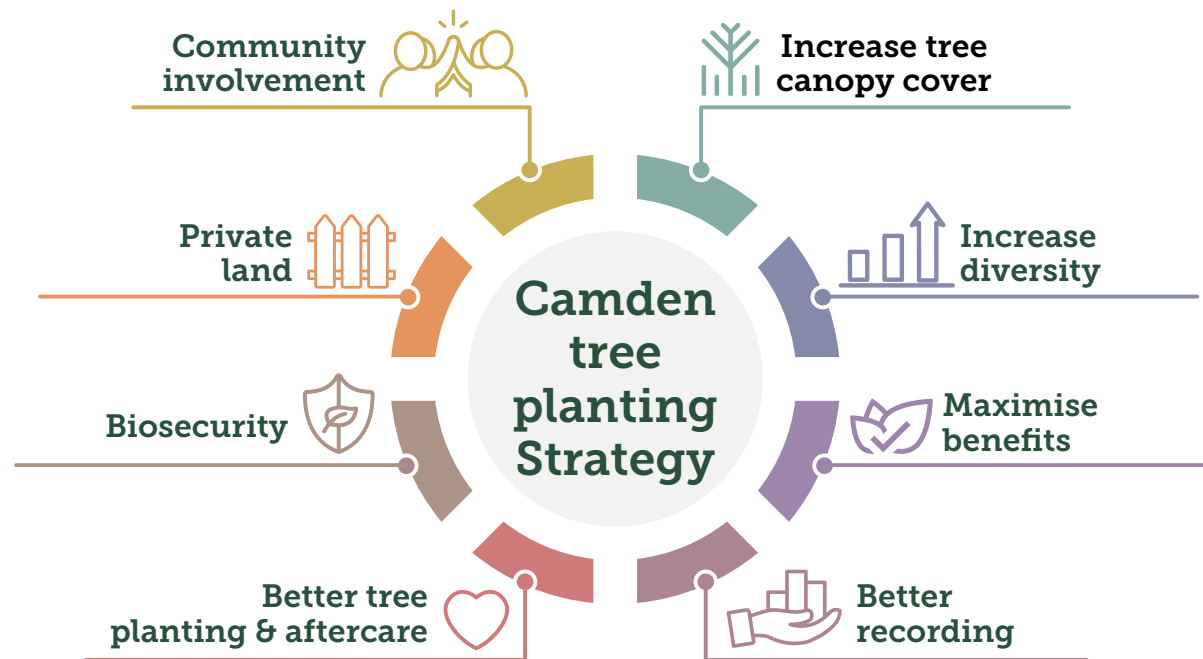 Community
involvement
Increase tree
canopy cover
Private
land
Increase
diversity
Camden
tree
planting
Strategy
Biosecurity
Maximise
benefits
Better tree
planting & aftercare
Better
recording